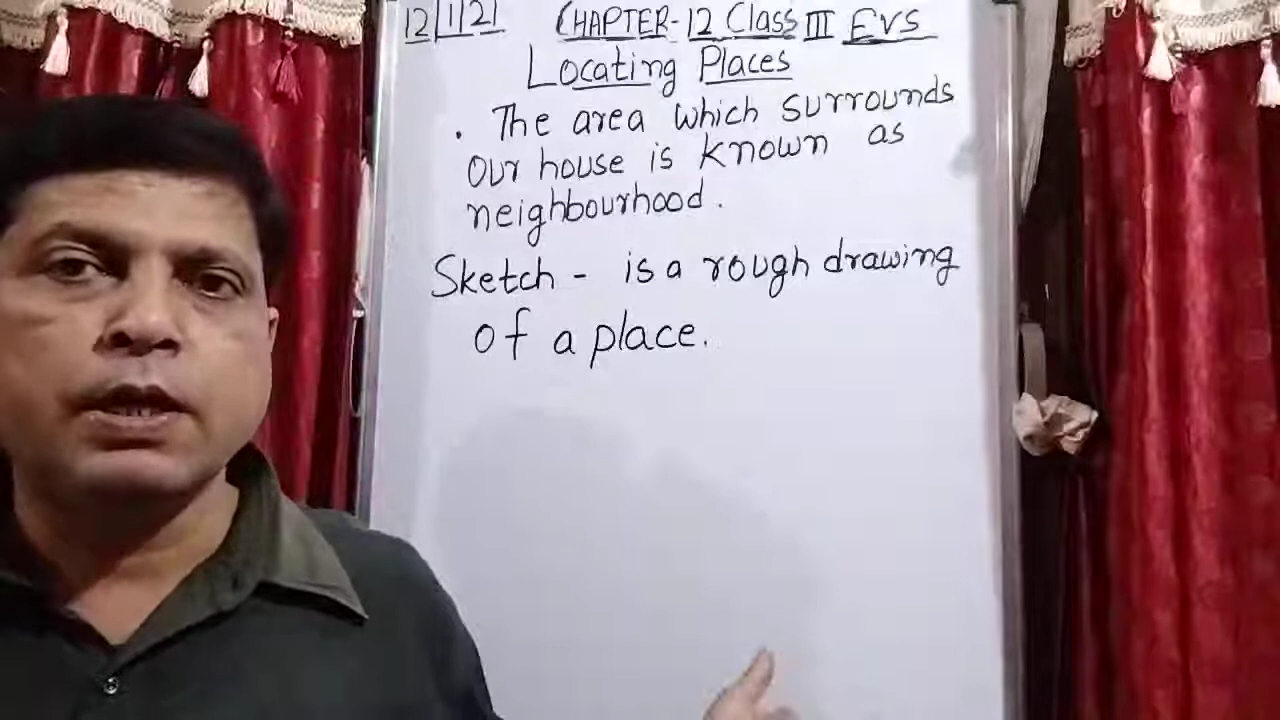 12/1/21 CHAPTER-12 Class III EVS
Locating Places
. The area which surrounds
our house is known as
neighbourhood.
Sketch - is a rough drawing
of a place.